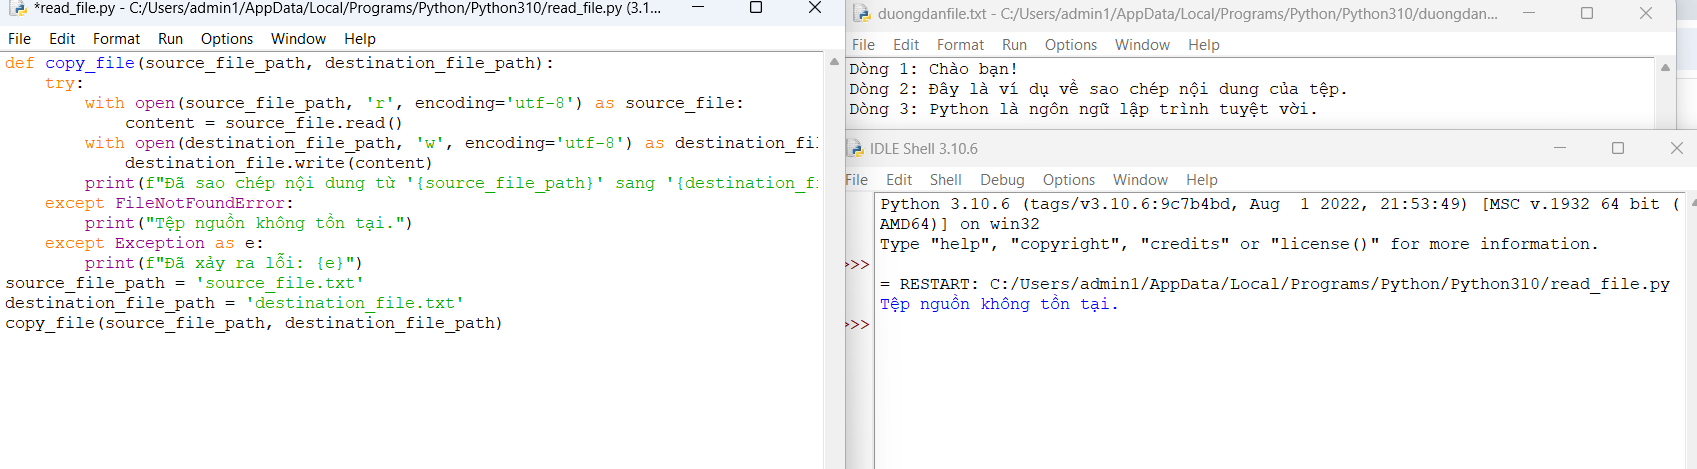 *read_file.py - C:/Users/admin1/AppData/Local/Programs/Python/Python310/read_file.py (3.1...
File Edit Format Run Options Window Help
def copy_file(source_file_path, destination_file_path):
    try:
        with open(source_file_path, 'r', encoding='utf-8') as source_file:
            content = source_file.read()
        with open(destination_file_path, 'w', encoding='utf-8') as destination_fil
            destination_file.write(content)
        print(f"Đã sao chép nội dung từ '{source_file_path}' sang '{destination_fi
    except FileNotFoundError:
        print("Tệp nguồn không tồn tại.")
    except Exception as e:
        print(f"Đã xảy ra lỗi: {e}")
source_file_path = 'source_file.txt'
destination_file_path = 'destination_file.txt'
copy_file(source_file_path, destination_file_path)
duongdanfile.txt - C:/Users/admin1/AppData/Local/Programs/Python/Python310/duongdan...
File Edit Format Run Options Window Help
Dòng 1: Chào bạn!
Dòng 2: Đây là ví dụ về sao chép nội dung của tệp.
Dòng 3: Python là ngôn ngữ lập trình tuyệt vời.
IDLE Shell 3.10.6
File Edit Shell Debug Options Window Help
Python 3.10.6 (tags/v3.10.6:9c7b4bd, Aug  1 2022, 21:53:49) [MSC v.1932 64 bit (
AMD64)] on win32
Type "help", "copyright", "credits" or "license()" for more information.
>>>
= RESTART: C:/Users/admin1/AppData/Local/Programs/Python/Python310/read_file.py
Tệp nguồn không tồn tại.
>>>